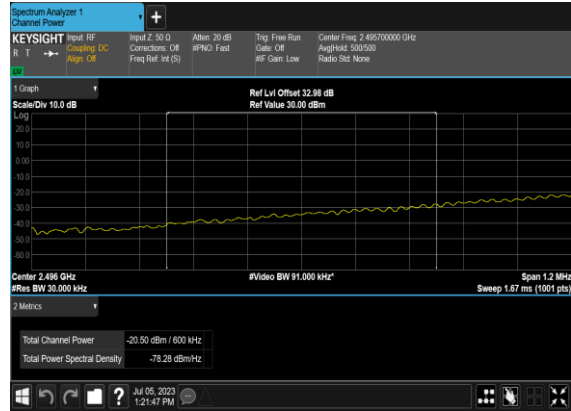 Spectrum Analyzer 1
Channel Power
+
KEYSIGHT Input: RF Input Z: 50 Ω Atten: 20 dB Trig: Free Run Center Freq: 2.495700000 GHz
R T Coupling: DC Corrections: Off #PNO: Fast Gate: Off Avg|Hold: 500/500
Align: Off Freq Ref: Int (S) #IF Gain: Low Radio Std: None
1 Graph
Ref Lvl Offset 32.98 dB
Scale/Div 10.0 dB Ref Value 30.00 dBm
Log
20.0
10.0
0.00
-10.0
-20.0
-30.0
-40.0
-50.0
-60.0
Center 2.496 GHz #Video BW 91.000 kHz* Span 1.2 MHz
#Res BW 30.000 kHz Sweep 1.67 ms (1001 pts)
2 Metrics
Total Channel Power -20.50 dBm / 600 kHz
Total Power Spectral Density -78.28 dBm/Hz
? Jul 05, 2023
1:21:47 PM